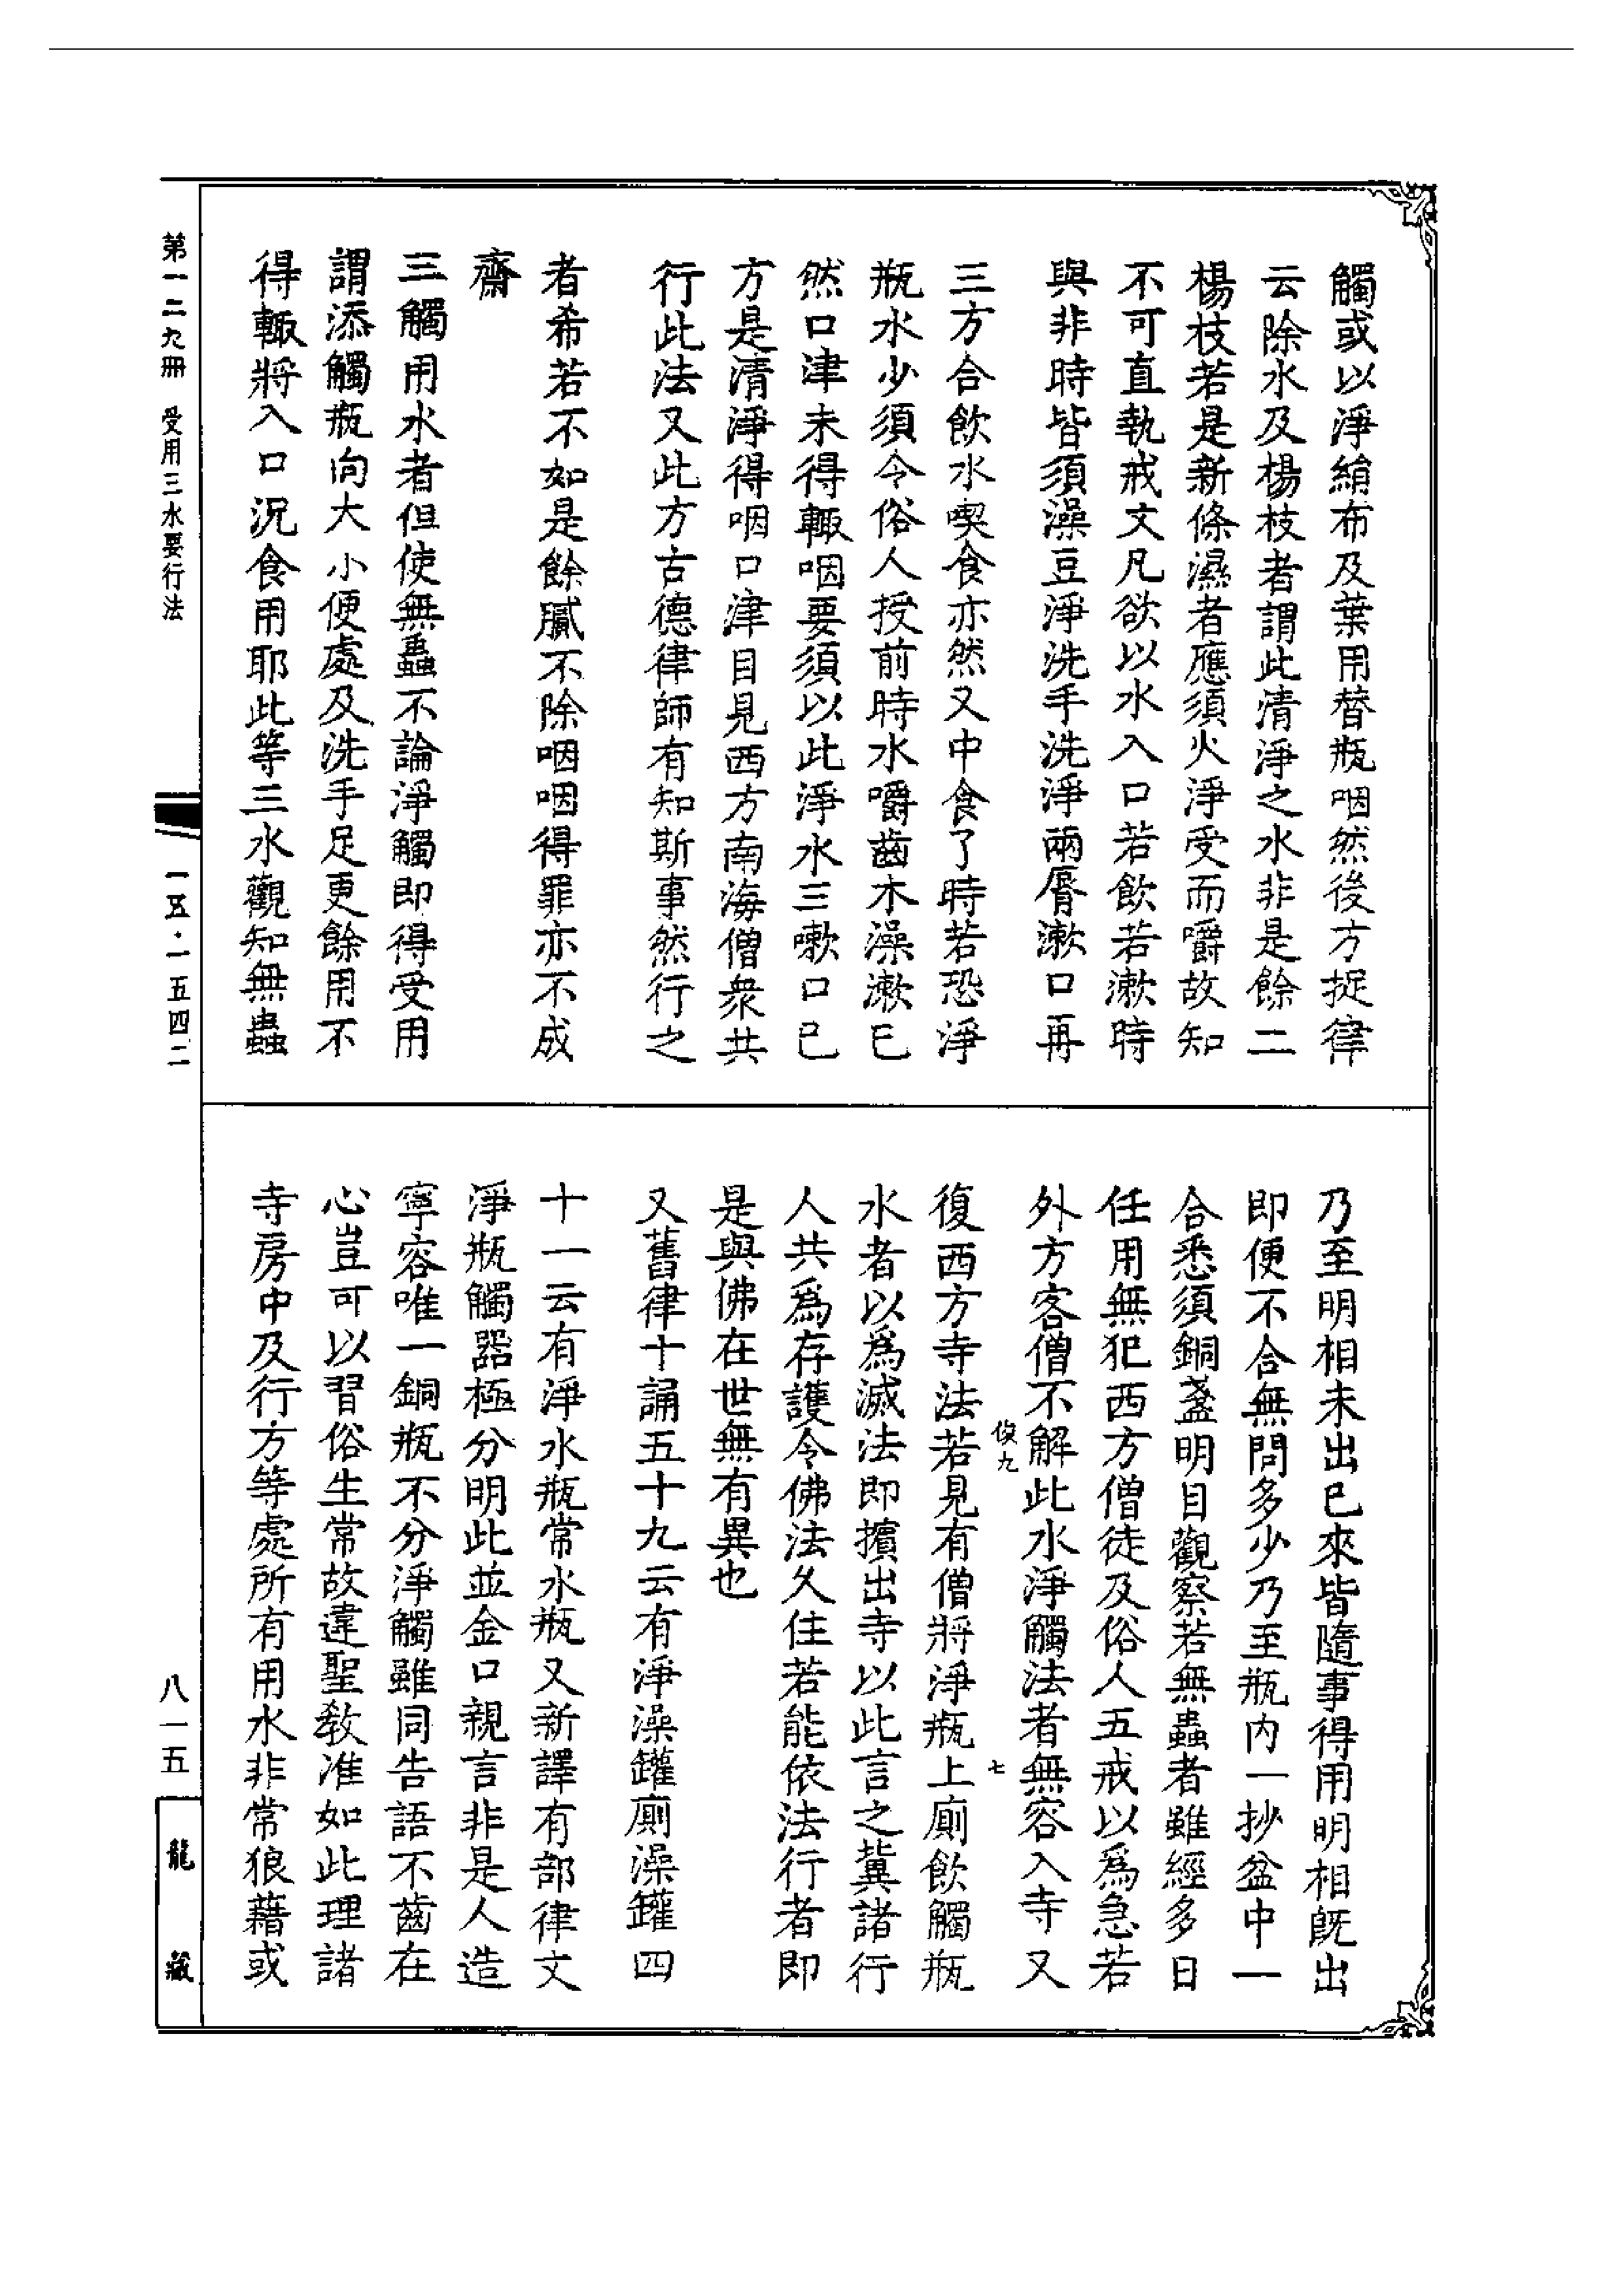 觸或以淨絹布及葉用替瓶咽然後方捉律
云除水及楊枝者謂此清淨之水非是餘二
楊枝若是新條濕者應須火淨受而嚼故知
不可直執戒文凡欲以水入口若飲若漱時
與非時皆須澡豆淨洗手洗淨兩脣漱口再
三方合飲水喫食亦然又中食了時若恐淨
瓶水少須令俗人授前時水嚼齒木澡漱已
然口津未得輙咽要須以此淨水三嗽口已
方是清淨得咽口津目見西方南海僧衆共
行此法又此方古德律師有知斯事然行之
者希若不如是餘膩不除咽咽得罪亦不成
齋
三觸用水者但使無蟲不論淨觸即得受用
謂添觸瓶向大小便處及洗手足更餘用不
得輙將入口況食用耶此等三水觀知無蟲
乃至明相未出已來皆隨事得用明相旣出
即便不合無問多少乃至瓶内一抄盆中一
合悉須銅盞明目觀察若無蟲者雖經多日
任用無犯西方僧徒及俗人五戒以爲急若
外方客僧不解此水淨觸法者無容入寺又
復西方寺法若見有僧將淨瓶上廁飲觸瓶
水者以爲滅法即擯出寺以此言之冀諸行
人共爲存護令佛法久住若能依法行者即
是與佛在世無有異也
又舊律十誦五十九云有淨澡罐廁澡罐四
十一云有淨水瓶常水瓶又新譯有部律文
淨瓶觸器極分明此並金口親言非是人造
寧容唯一銅瓶不分淨觸雖同告語不齒在
心豈可以習俗生常故違聖教准如此理諸
寺房中及行方等處所有用水非常狼藉或
俊九
七
第一二九冊 受用三水要行法
一五·一五四二
八一五
龍藏